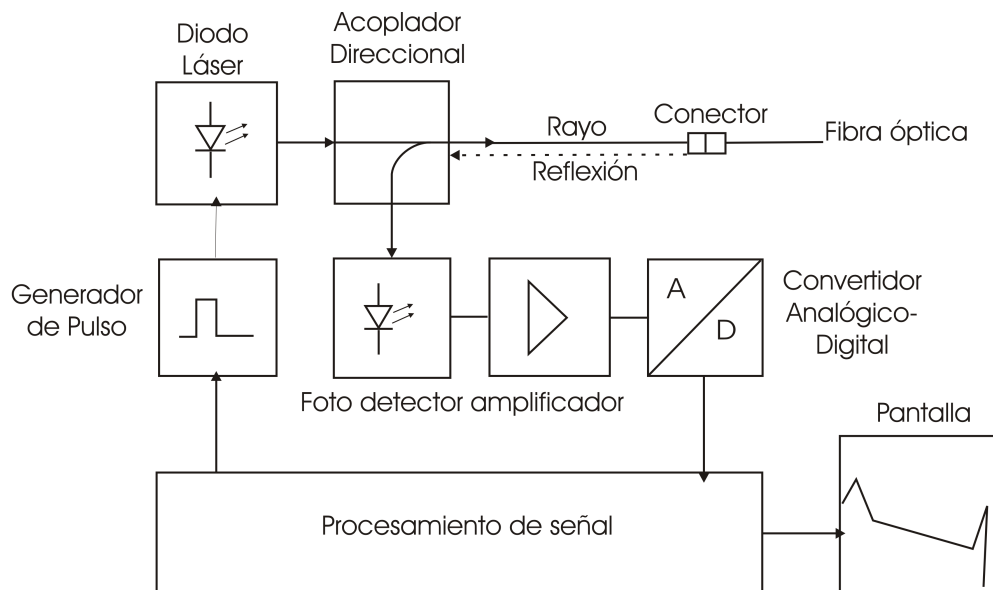 Diodo
Láser
Acoplador
Direccional
Rayo
Conector
Fibra óptica
Reflexión
Generador
de Pulso
A
D
Convertidor
Analógico-
Digital
Foto detector amplificador
Pantalla
Procesamiento de señal